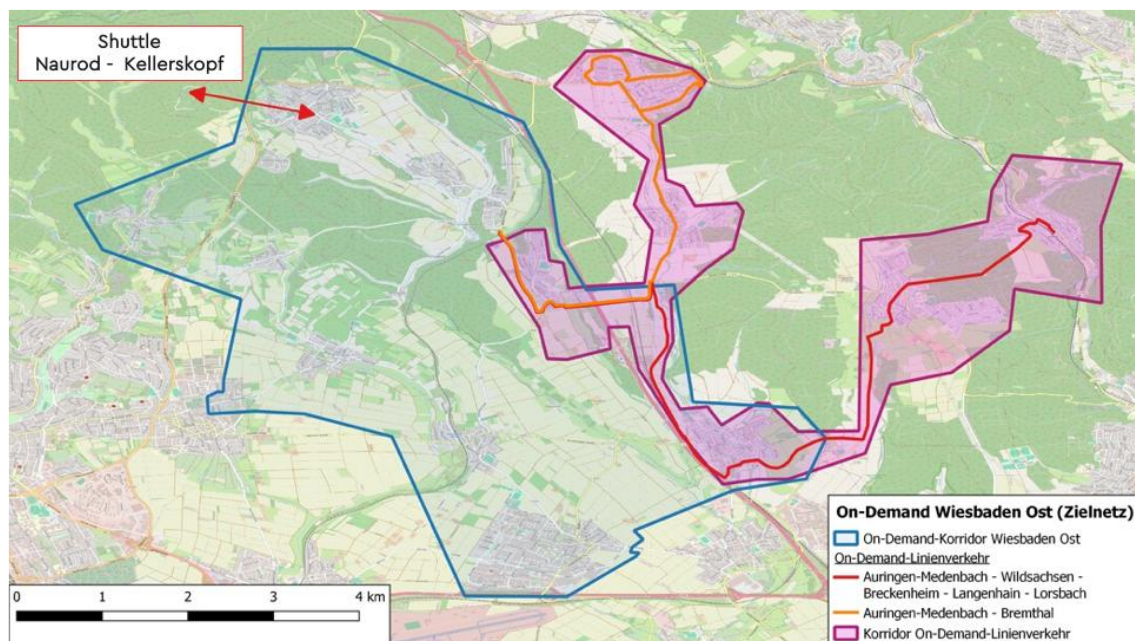 Shuttle
Naurod - Kellerskopf
On-Demand Wiesbaden Ost (Zielnetz)
On-Demand-Korridor Wiesbaden Ost
On-Demand-Linienverkehr
Auringen-Medenbach - Wildsachsen -
Breckenheim - Langenhain - Lorsbach
Auringen-Medenbach - Bremthal
Korridor On-Demand-Linienverkehr
0 1 2 3 4 km